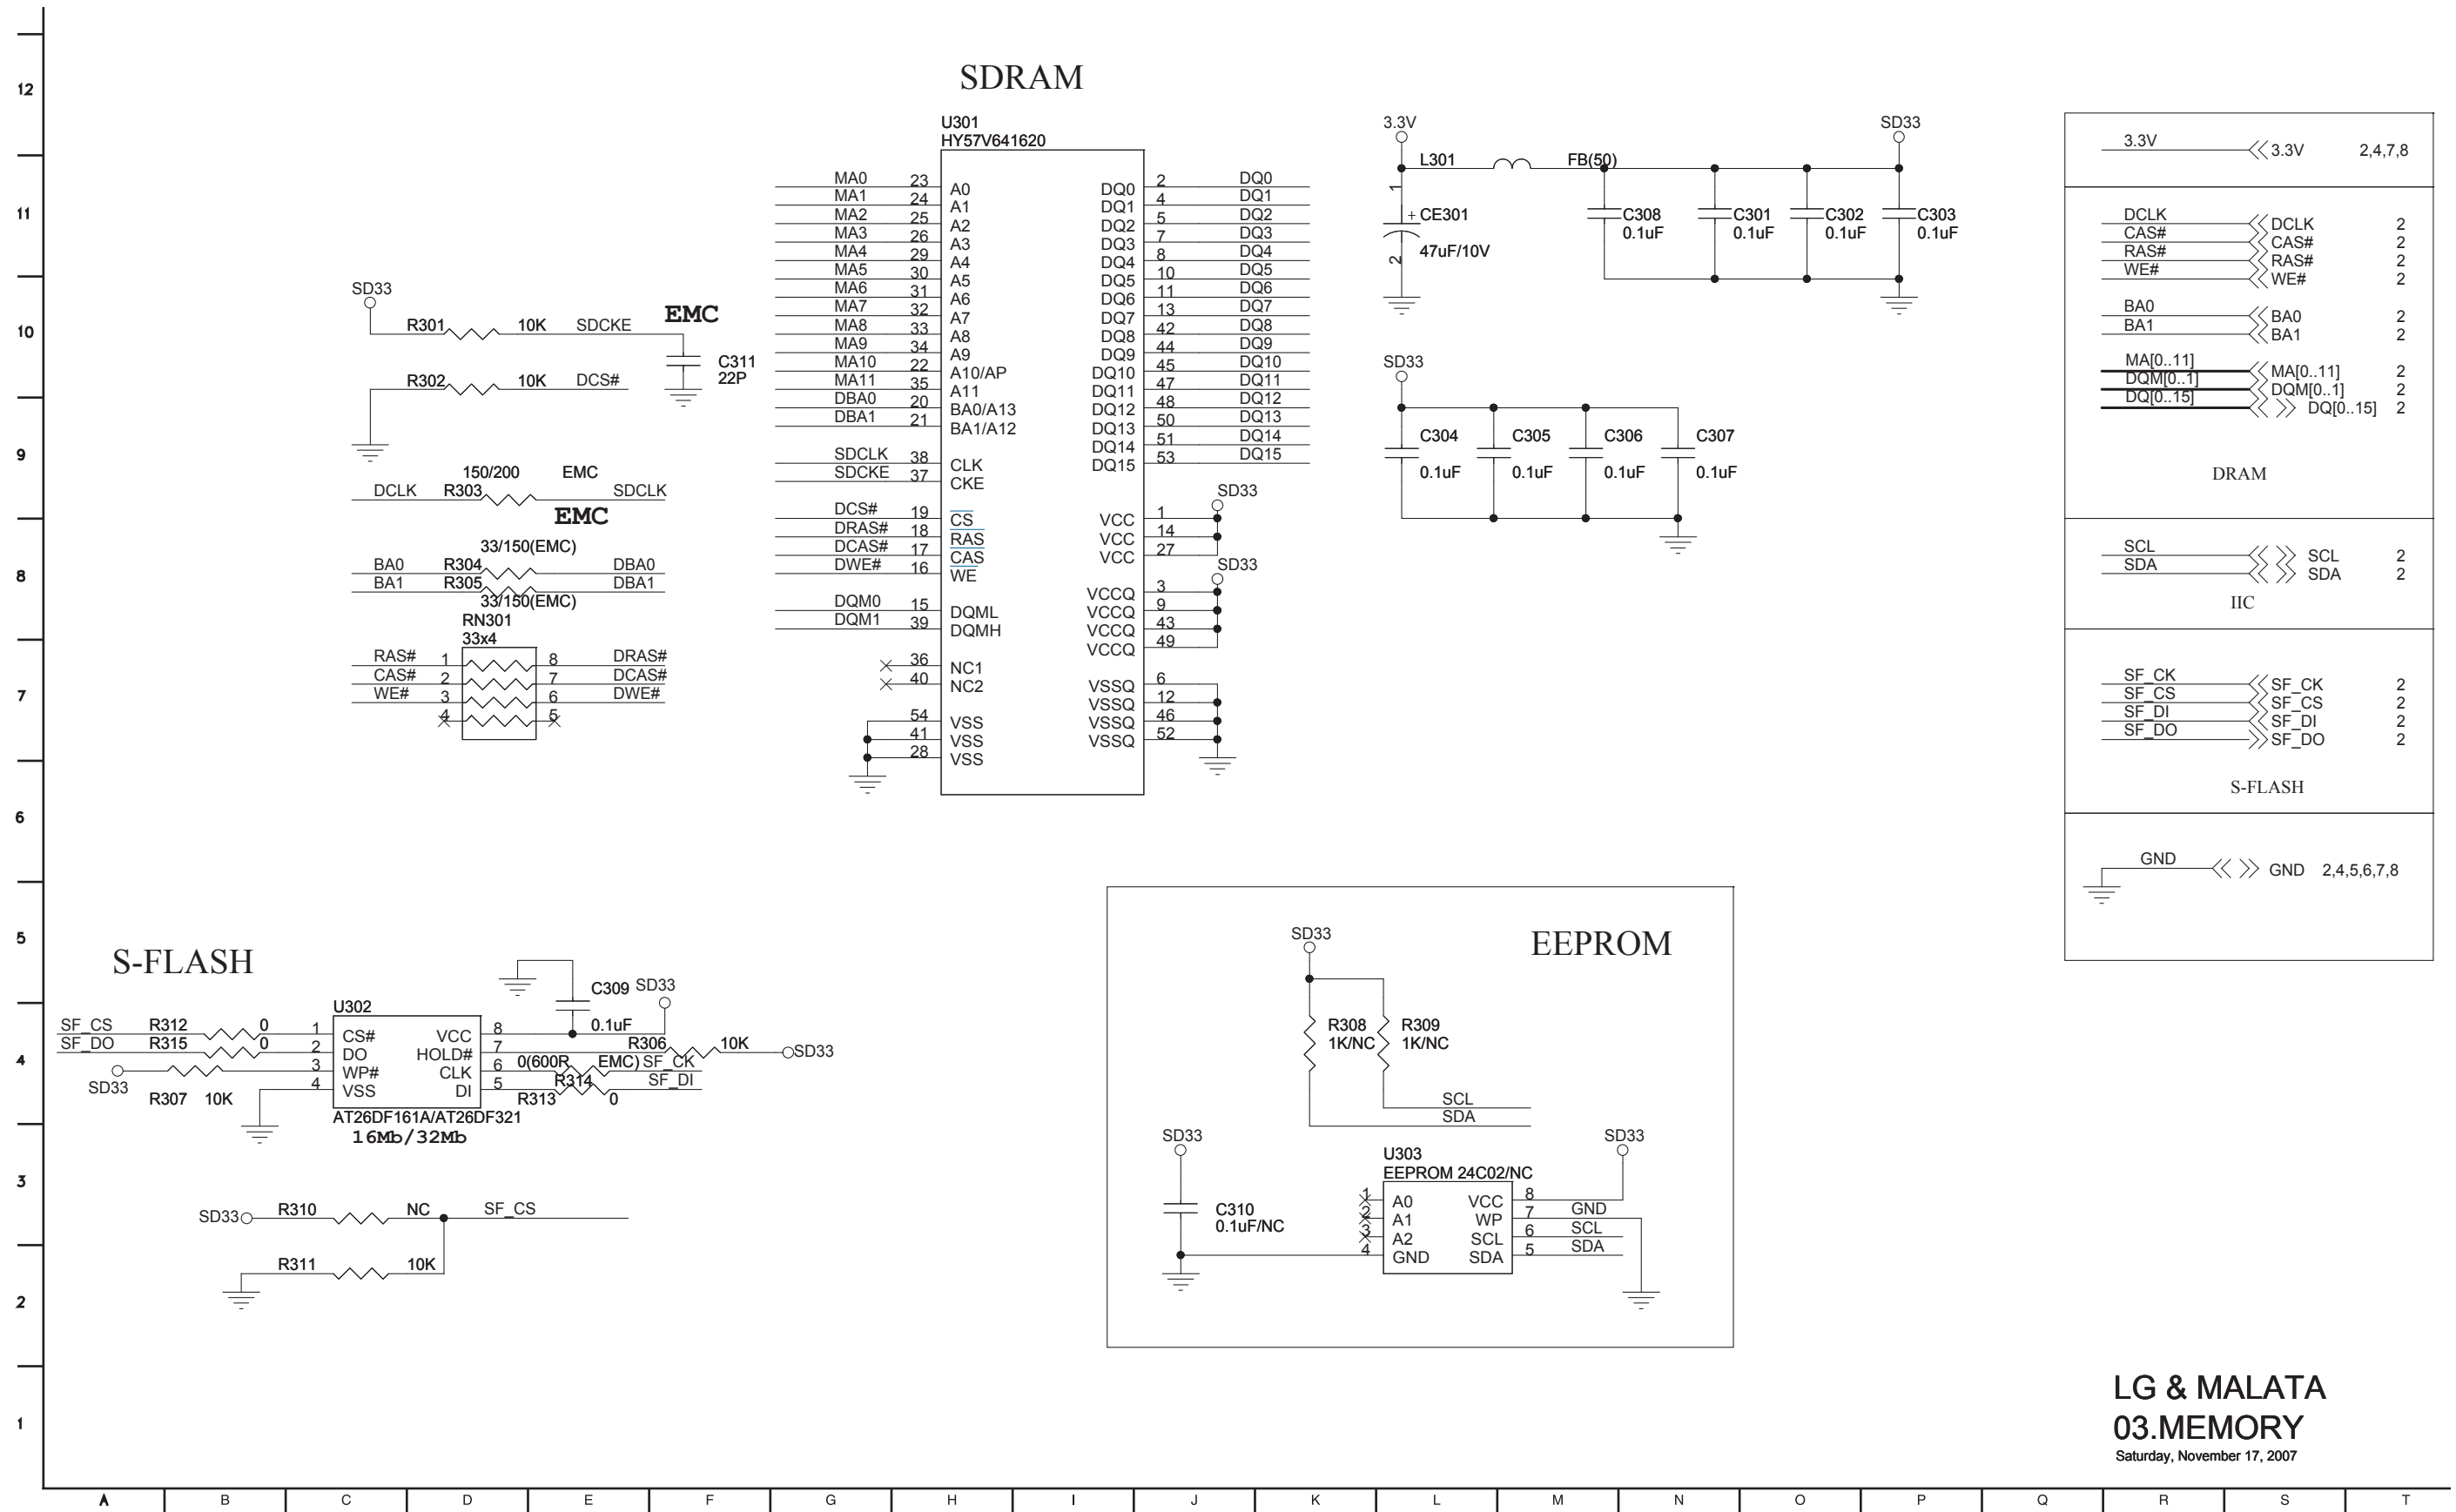 SDRAM
U301
HY57V641620
MA0 23 A0 DQ0 2 DQ0
MA1 24 A1 DQ1 4 DQ1
MA2 25 A2 DQ2 5 DQ2
MA3 26 A3 DQ3 7 DQ3
MA4 29 A4 DQ4 8 DQ4
MA5 30 A5 DQ5 10 DQ5
MA6 31 A6 DQ6 11 DQ6
MA7 32 A7 DQ7 13 DQ7
MA8 33 A8 DQ8 42 DQ8
MA9 34 A9 DQ9 44 DQ9
MA10 22 A10/AP DQ10 45 DQ10
MA11 35 A11 DQ11 47 DQ11
DBA0 20 BA0/A13 DQ12 48 DQ12
DBA1 21 BA1/A12 DQ13 50 DQ13
DQ14 51 DQ14
SDCLK 38 CLK DQ15 53 DQ15
SDCKE 37 CKE
SD33
DCS# 19 CS VCC 1
DRAS# 18 RAS VCC 14
DCAS# 17 CAS VCC 27
DWE# 16 WE
SD33
VCCQ 3
DQM0 15 DQML VCCQ 9
DQM1 39 DQMH VCCQ 43
VCCQ 49
36 NC1
40 NC2 VSSQ 6
VSSQ 12
54 VSS VSSQ 46
41 VSS VSSQ 52
28 VSS
SD33
R301 10K SDCKE
EMC
C311
22P
R302 10K DCS#
150/200 EMC
DCLK R303 SDCLK
EMC
33/150(EMC)
BA0 R304 DBA0
BA1 R305 DBA1
33/150(EMC)
RN301
33x4
RAS# 1 8 DRAS#
CAS# 2 7 DCAS#
WE# 3 6 DWE#
4 5
3.3V SD33
L301 FB(50)
1
+ CE301
47uF/10V
2
C308 C301 C302 C303
0.1uF 0.1uF 0.1uF 0.1uF
SD33
C304 C305 C306 C307
0.1uF 0.1uF 0.1uF 0.1uF
3.3V 3.3V 2,4,7,8
DCLK DCLK 2
CAS# CAS# 2
RAS# RAS# 2
WE# WE# 2
BA0 BA0 2
BA1 BA1 2
MA[0..11] MA[0..11] 2
DQM[0..1] DQM[0..1] 2
DQ[0..15] DQ[0..15] 2
DRAM
SCL SCL 2
SDA SDA 2
IIC
SF_CK SF_CK 2
SF_CS SF_CS 2
SF_DI SF_DI 2
SF_DO SF_DO 2
S-FLASH
GND GND 2,4,5,6,7,8
S-FLASH
C309 SD33
0.1uF
U302
SF_CS R312 0 1 CS# VCC 8
SF_DO R315 0 2 DO HOLD# 7 R306 10K SD33
SD33 3 WP# CLK 6 0(600R EMC) SF_CK
R314
R307 10K 4 VSS DI 5 R313 0 SF_DI
AT26DF161A/AT26DF321
16Mb/32Mb
SD33 R310 NC SF_CS
R311 10K
EEPROM
SD33
R308 R309
1K/NC 1K/NC
SCL
SDA
SD33 SD33
U303
EEPROM 24C02/NC
C310
0.1uF/NC
1 A0 VCC 8
2 A1 WP 7 GND
3 A2 SCL 6 SCL
4 GND SDA 5 SDA
LG & MALATA
03.MEMORY
Saturday, November 17, 2007
12
11
10
9
8
7
6
5
4
3
2
1
A B C D E F G H I J K L M N O P Q R S T